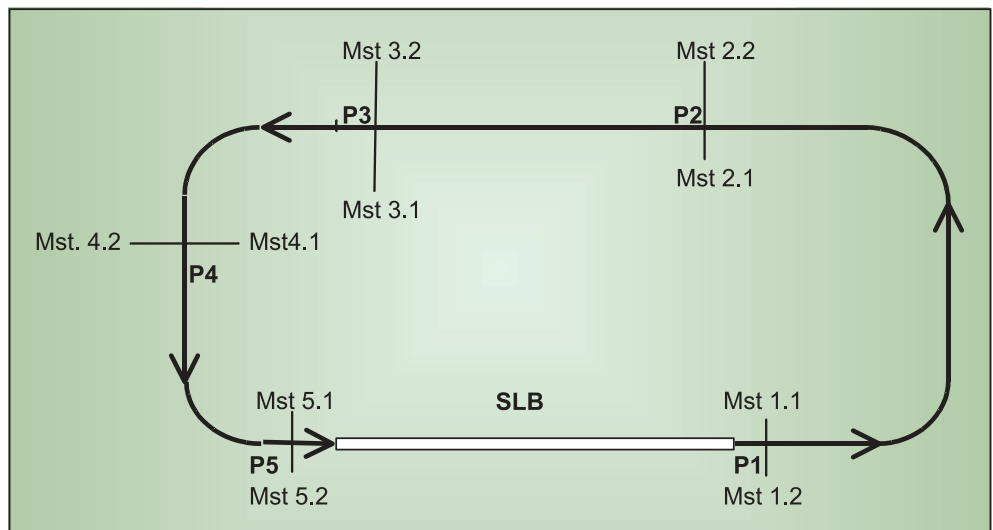 Mst 3.2
Mst 2.2
P3
P2
Mst 2.1
Mst 3.1
Mst. 4.2
Mst4.1
P4
Mst 5.1
SLB
Mst 1.1
P5
P1
Mst 5.2
Mst 1.2